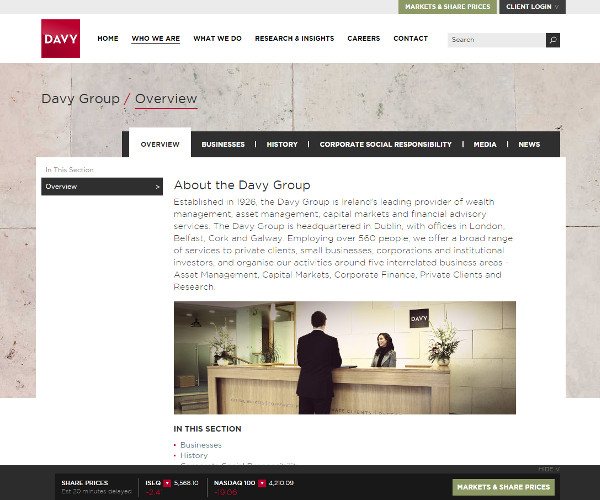 MARKETS & SHARE PRICES CLIENT LOGIN
DAVY
HOME WHO WE ARE WHAT WE DO RESEARCH & INSIGHTS CAREERS CONTACT
Search
Davy Group / Overview
OVERVIEW BUSINESSES HISTORY CORPORATE SOCIAL RESPONSIBILITY MEDIA NEWS
In This Section
Overview >
About the Davy Group
Established in 1926, the Davy Group is Ireland's leading provider of wealth
management, asset management, capital markets and financial advisory
services. The Davy Group is headquartered in Dublin, with offices in London,
Belfast, Cork and Galway. Employing over 560 people, we offer a broad range
of services to private clients, small businesses, corporations and institutional
investors, and organise our activities around five interrelated business areas -
Asset Management, Capital Markets, Corporate Finance, Private Clients and
Research.
DAVY
IN THIS SECTION
Businesses
History
HIDE V
SHARE PRICES ISEQ 5,568.10 NASDAQ 100 4,210.09 MARKETS & SHARE PRICES
Est 20 minutes delayed -2.4 -19.06